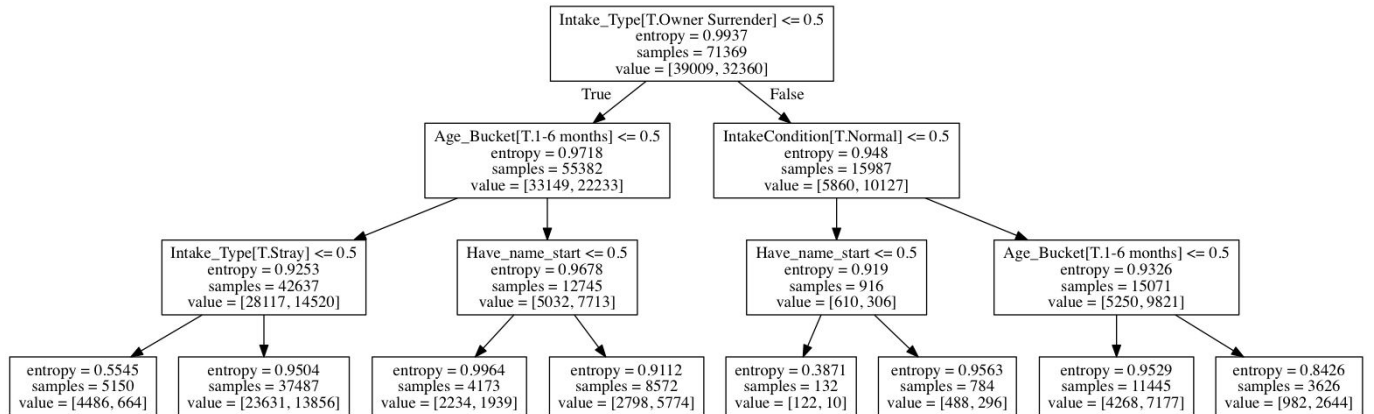 Intake_Type[T.Owner Surrender] <= 0.5
entropy = 0.9937
samples = 71369
value = [39009, 32360]
True
False
Age_Bucket[T.1-6 months] <= 0.5
entropy = 0.9718
samples = 55382
value = [33149, 22233]
IntakeCondition[T.Normal] <= 0.5
entropy = 0.948
samples = 15987
value = [5860, 10127]
Intake_Type[T.Stray] <= 0.5
entropy = 0.9253
samples = 42637
value = [28117, 14520]
Have_name_start <= 0.5
entropy = 0.9678
samples = 12745
value = [5032, 7713]
Have_name_start <= 0.5
entropy = 0.919
samples = 916
value = [610, 306]
Age_Bucket[T.1-6 months] <= 0.5
entropy = 0.9326
samples = 15071
value = [5250, 9821]
entropy = 0.5545
samples = 5150
value = [4486, 664]
entropy = 0.9504
samples = 37487
value = [23631, 13856]
entropy = 0.9964
samples = 4173
value = [2234, 1939]
entropy = 0.9112
samples = 8572
value = [2798, 5774]
entropy = 0.3871
samples = 132
value = [122, 10]
entropy = 0.9563
samples = 784
value = [488, 296]
entropy = 0.9529
samples = 11445
value = [4268, 7177]
entropy = 0.8426
samples = 3626
value = [982, 2644]